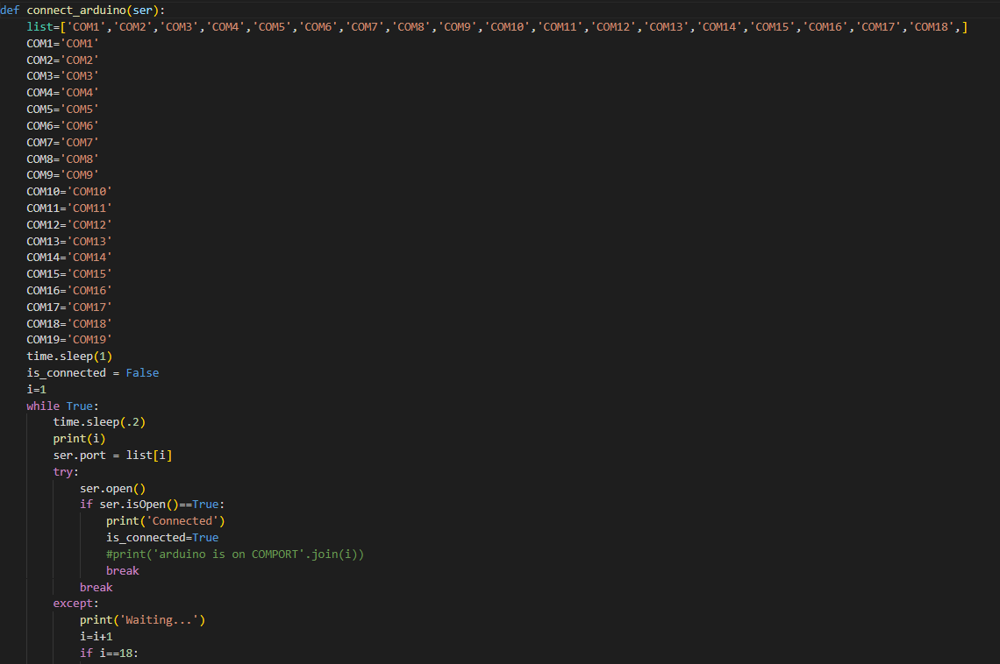 def connect_arduino(ser):
    list=['COM1','COM2','COM3','COM4','COM5','COM6','COM7','COM8','COM9','COM10','COM11','COM12','COM13','COM14','COM15','COM16','COM17','COM18',]
    COM1='COM1'
    COM2='COM2'
    COM3='COM3'
    COM4='COM4'
    COM5='COM5'
    COM6='COM6'
    COM7='COM7'
    COM8='COM8'
    COM9='COM9'
    COM10='COM10'
    COM11='COM11'
    COM12='COM12'
    COM13='COM13'
    COM14='COM14'
    COM15='COM15'
    COM16='COM16'
    COM17='COM17'
    COM18='COM18'
    COM19='COM19'
    time.sleep(1)
    is_connected = False
    i=1
    while True:
        time.sleep(.2)
        print(i)
        ser.port = list[i]
        try:
            ser.open()
            if ser.isOpen()==True:
                print('Connected')
                is_connected=True
                #print('arduino is on COMPORT'.join(i))
                break
            break
        except:
            print('Waiting...')
            i=i+1
            if i==18: